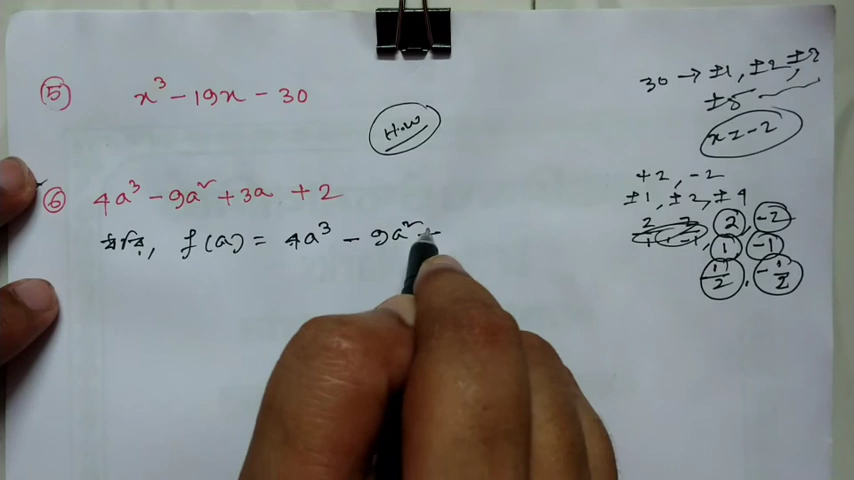 ⑤ x³ - 19x - 30
H.W
30 → ±1, ±2, ±3
±5
x = -2
⑥ 4a³ - 9a² + 3a + 2
ধরি, f(a) = 4a³ - 9a² +
+2, -2
±1, ±2, ±4
2, -2
1, -1
1/2, -1/2